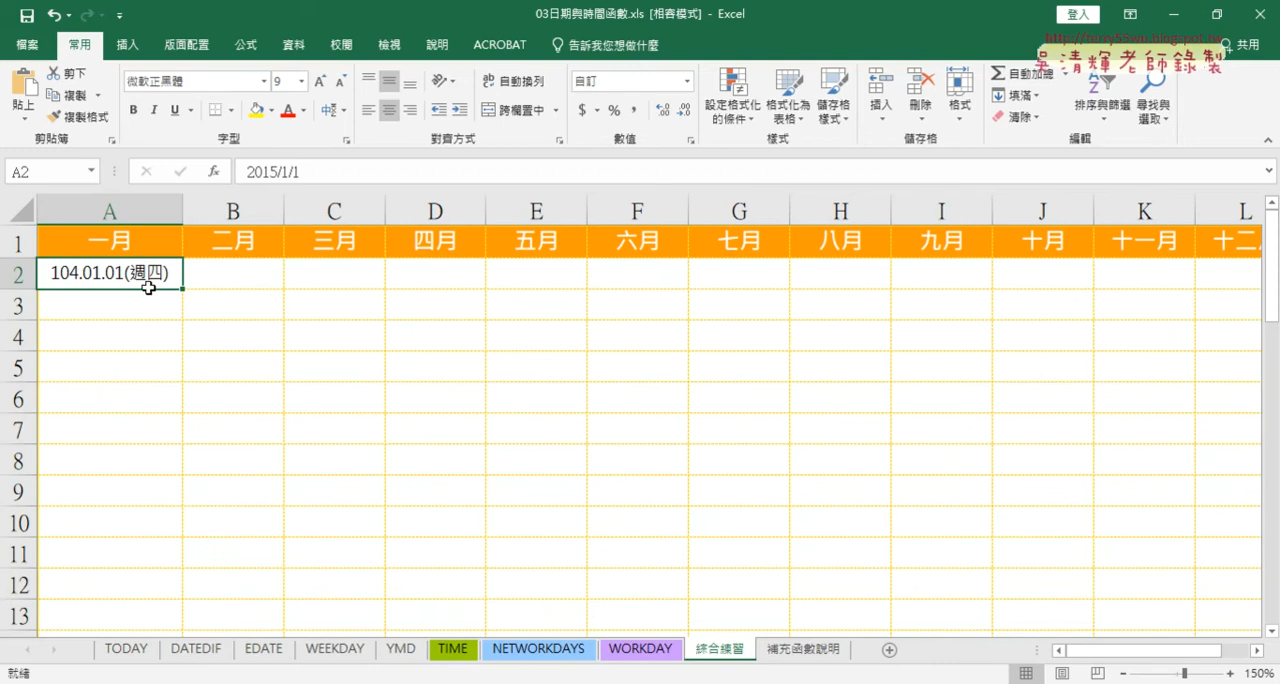 03日期與時間函數.xls [相容模式] - Excel
登入
檔案 常用 插入 版面配置 公式 資料 校閱 檢視 說明 ACROBAT 告訴我您想做什麼 共用
http://terry55wu.blogspot.tw
吳清輝老師錄製
剪下
複製
複製格式
貼上
微軟正黑體 9
B I U
自動換列
跨欄置中
自訂
$ % ,
設定格式化的條件
格式化為表格
儲存格樣式
插入
刪除
格式
自動加總
填滿
清除
排序與篩選
尋找與選取
剪貼簿 字型 對齊方式 數值 樣式 儲存格 編輯
A2 fx 2015/1/1
A B C D E F G H I J K L
1 一月 二月 三月 四月 五月 六月 七月 八月 九月 十月 十一月 十二
2 104.01.01(週四)
3
4
5
6
7
8
9
10
11
12
13
TODAY DATEDIF EDATE WEEKDAY YMD TIME NETWORKDAYS WORKDAY 綜合練習 補充函數說明
就緒 150%